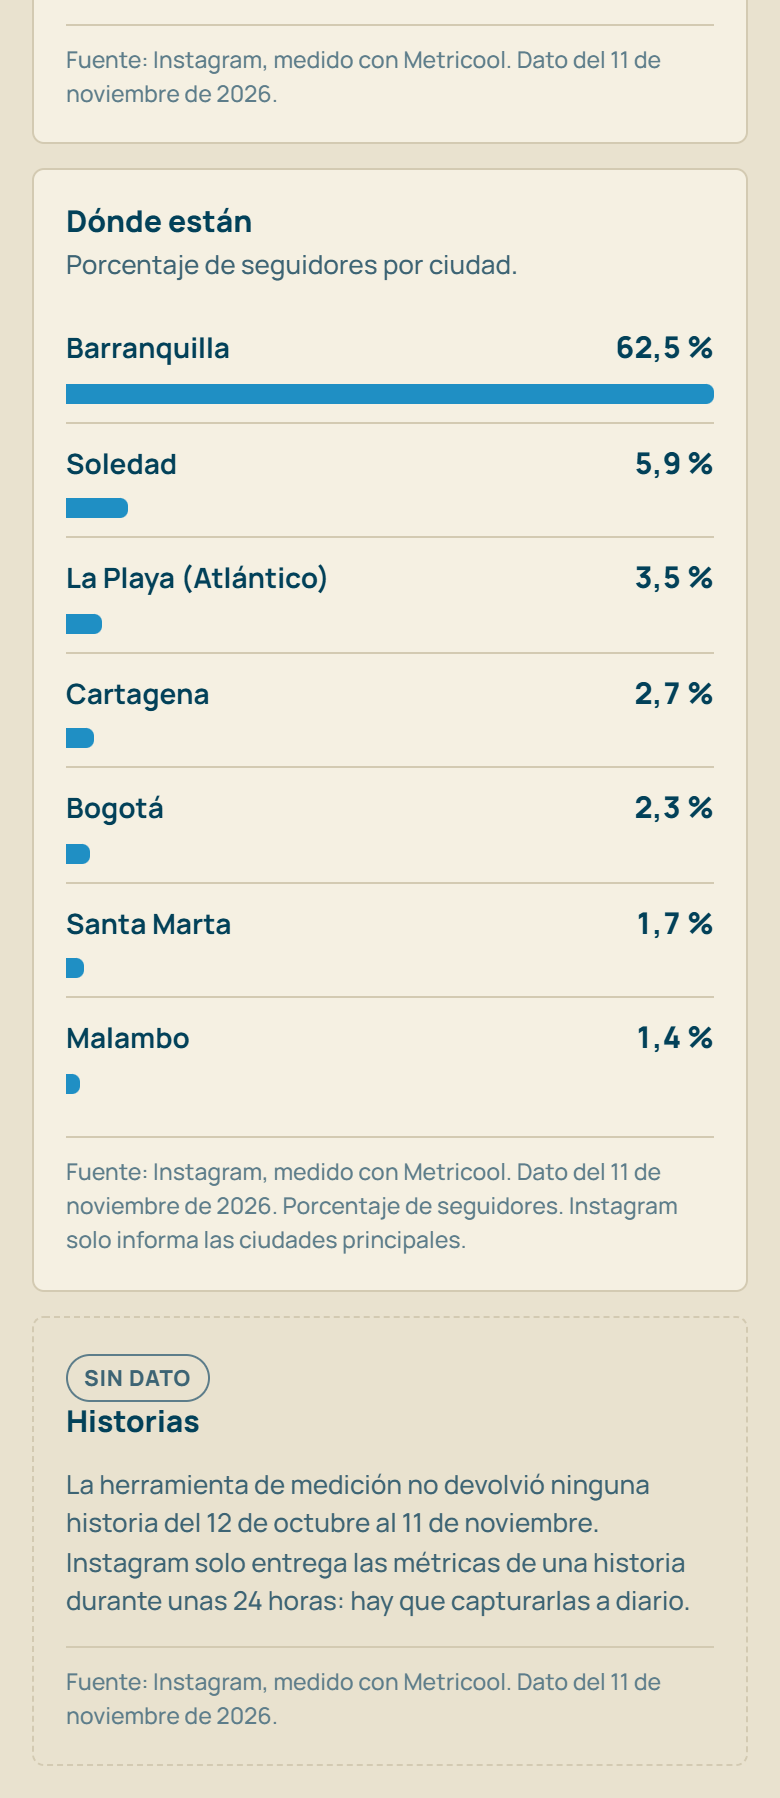 Fuente: Instagram, medido con Metricool. Dato del 11 de
noviembre de 2026.
Dónde están
Porcentaje de seguidores por ciudad.
Barranquilla 62,5 %
Soledad 5,9 %
La Playa (Atlántico) 3,5 %
Cartagena 2,7 %
Bogotá 2,3 %
Santa Marta 1,7 %
Malambo 1,4 %
Fuente: Instagram, medido con Metricool. Dato del 11 de
noviembre de 2026. Porcentaje de seguidores. Instagram
solo informa las ciudades principales.
SIN DATO
Historias
La herramienta de medición no devolvió ninguna
historia del 12 de octubre al 11 de noviembre.
Instagram solo entrega las métricas de una historia
durante unas 24 horas: hay que capturarlas a diario.
Fuente: Instagram, medido con Metricool. Dato del 11 de
noviembre de 2026.